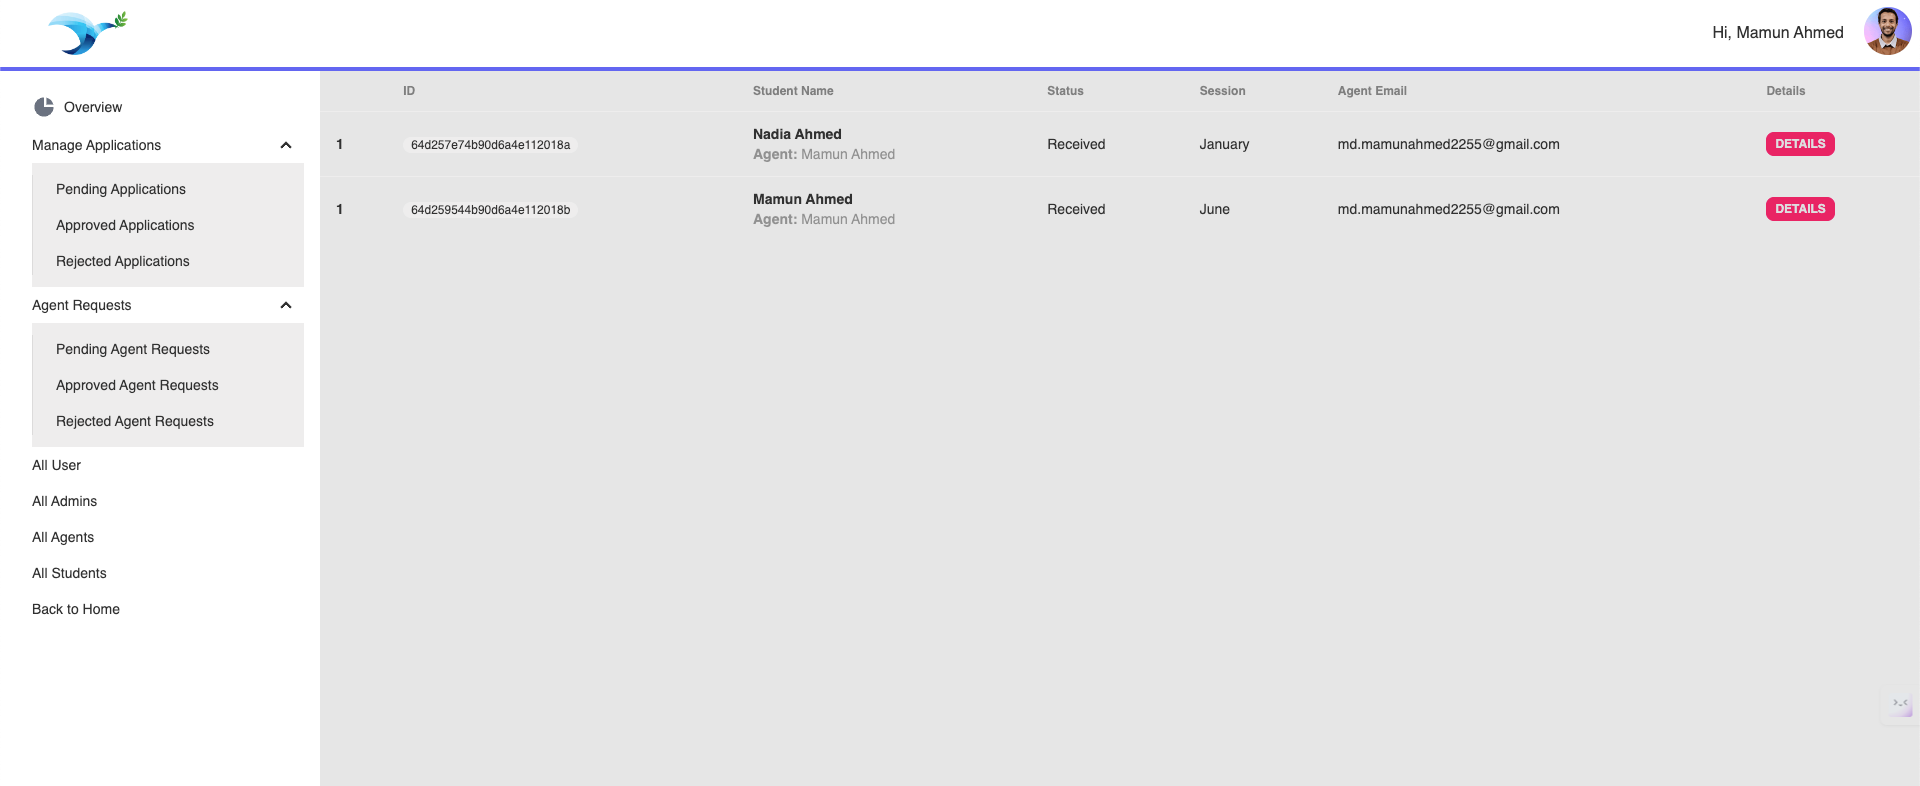 Hi, Mamun Ahmed
Overview
Manage Applications
Pending Applications
Approved Applications
Rejected Applications
Agent Requests
Pending Agent Requests
Approved Agent Requests
Rejected Agent Requests
All User
All Admins
All Agents
All Students
Back to Home
ID Student Name Status Session Agent Email Details
1 64d257e74b90d6a4e112018a Nadia Ahmed Received January md.mamunahmed2255@gmail.com DETAILS
Agent: Mamun Ahmed
1 64d259544b90d6a4e112018b Mamun Ahmed Received June md.mamunahmed2255@gmail.com DETAILS
Agent: Mamun Ahmed